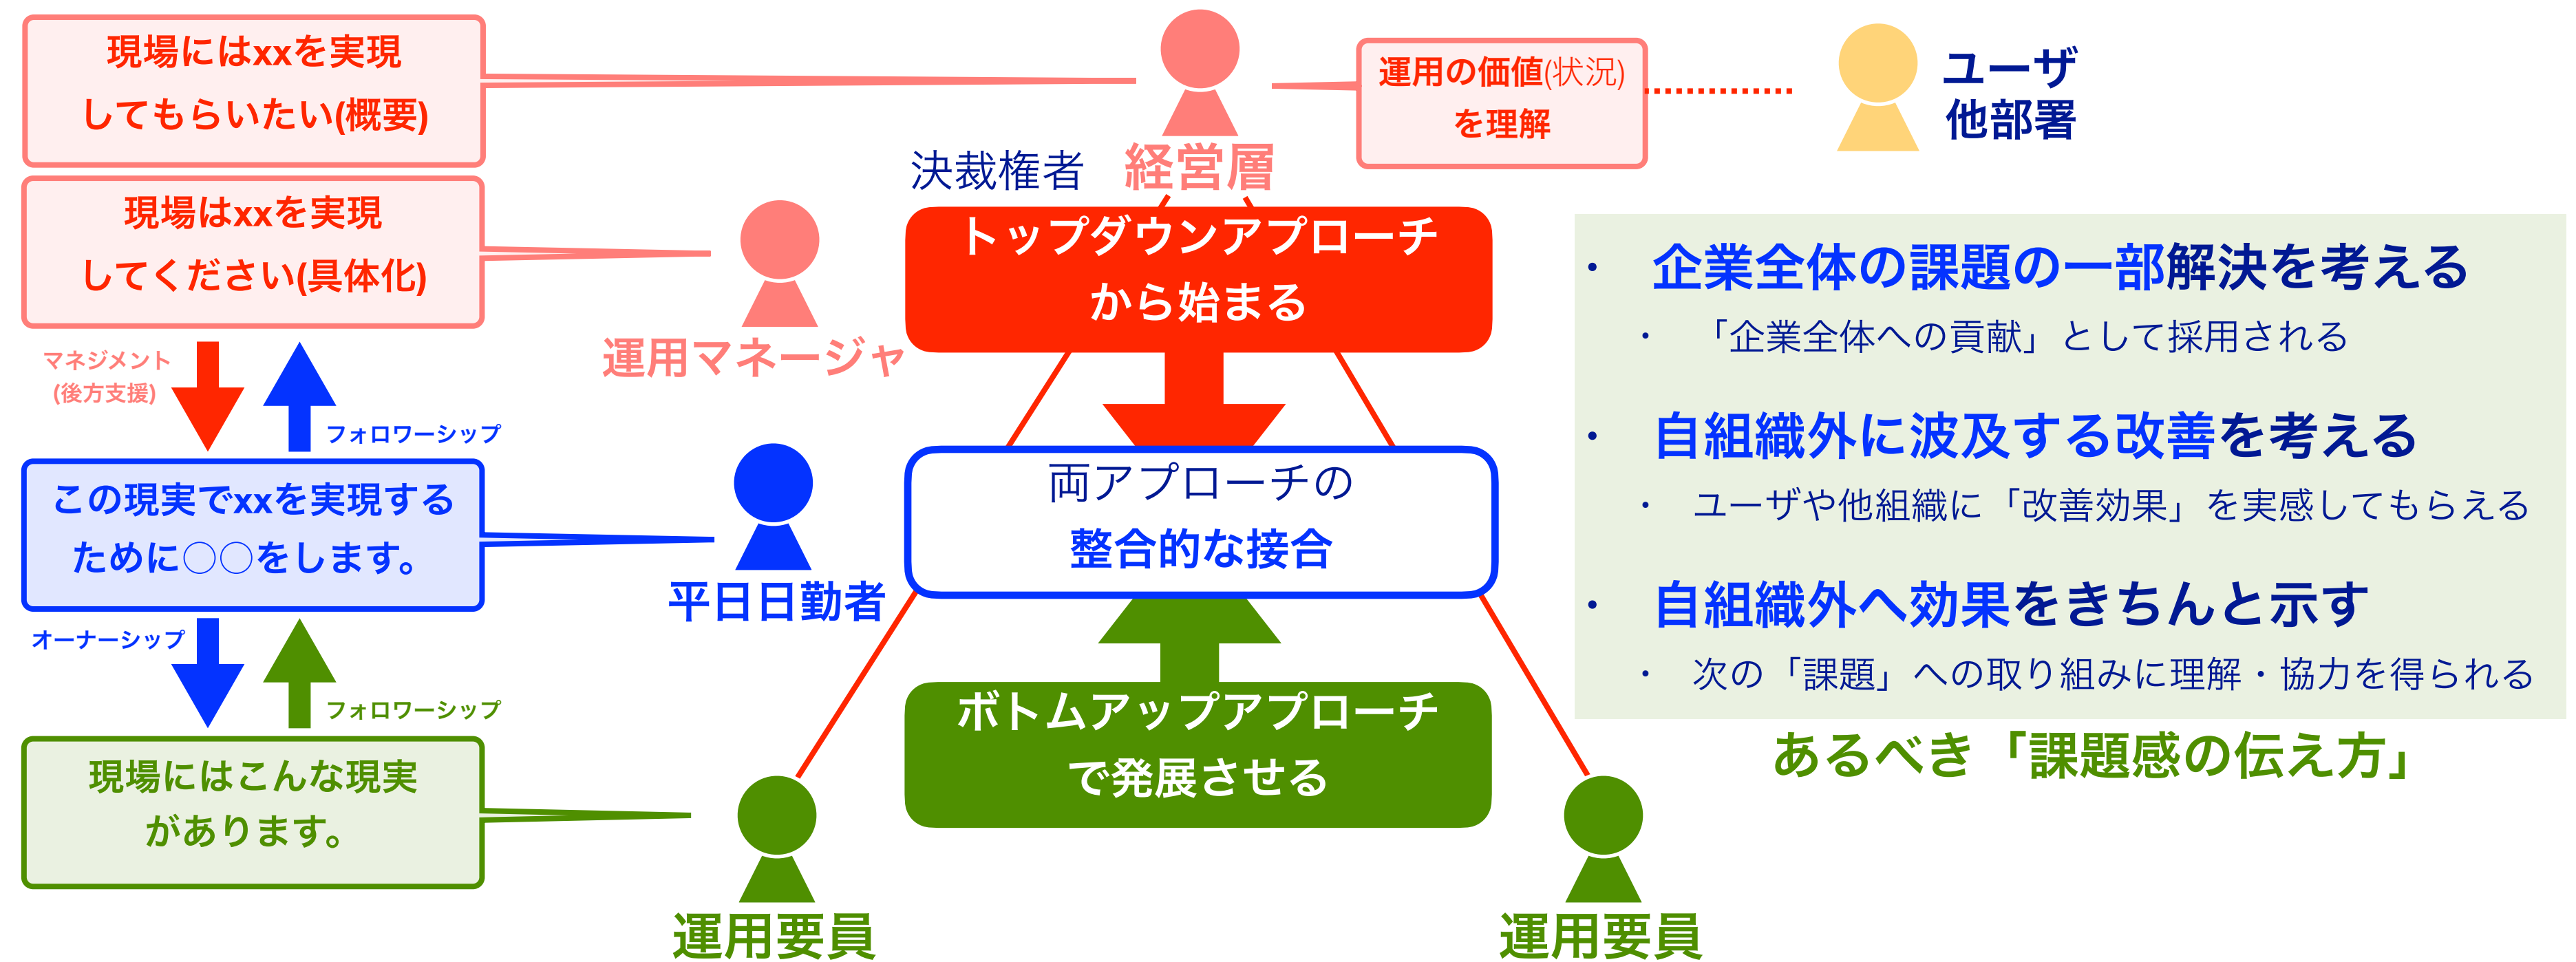 現場にはxxを実現
してもらいたい(概要)
現場はxxを実現
してください(具体化)
マネジメント
(後方支援)
フォロワーシップ
この現実でxxを実現する
ために○○をします。
オーナーシップ
フォロワーシップ
現場にはこんな現実
があります。
決裁権者
経営層
運用マネージャ
平日日勤者
運用要員
トップダウンアプローチ
から始まる
両アプローチの
整合的な接合
ボトムアップアプローチ
で発展させる
運用要員
運用の価値(状況)
を理解
ユーザ
他部署
・ 企業全体の課題の一部解決を考える
・ 「企業全体への貢献」として採用される
・ 自組織外に波及する改善を考える
・ ユーザや他組織に「改善効果」を実感してもらえる
・ 自組織外へ効果をきちんと示す
・ 次の「課題」への取り組みに理解・協力を得られる
あるべき「課題感の伝え方」